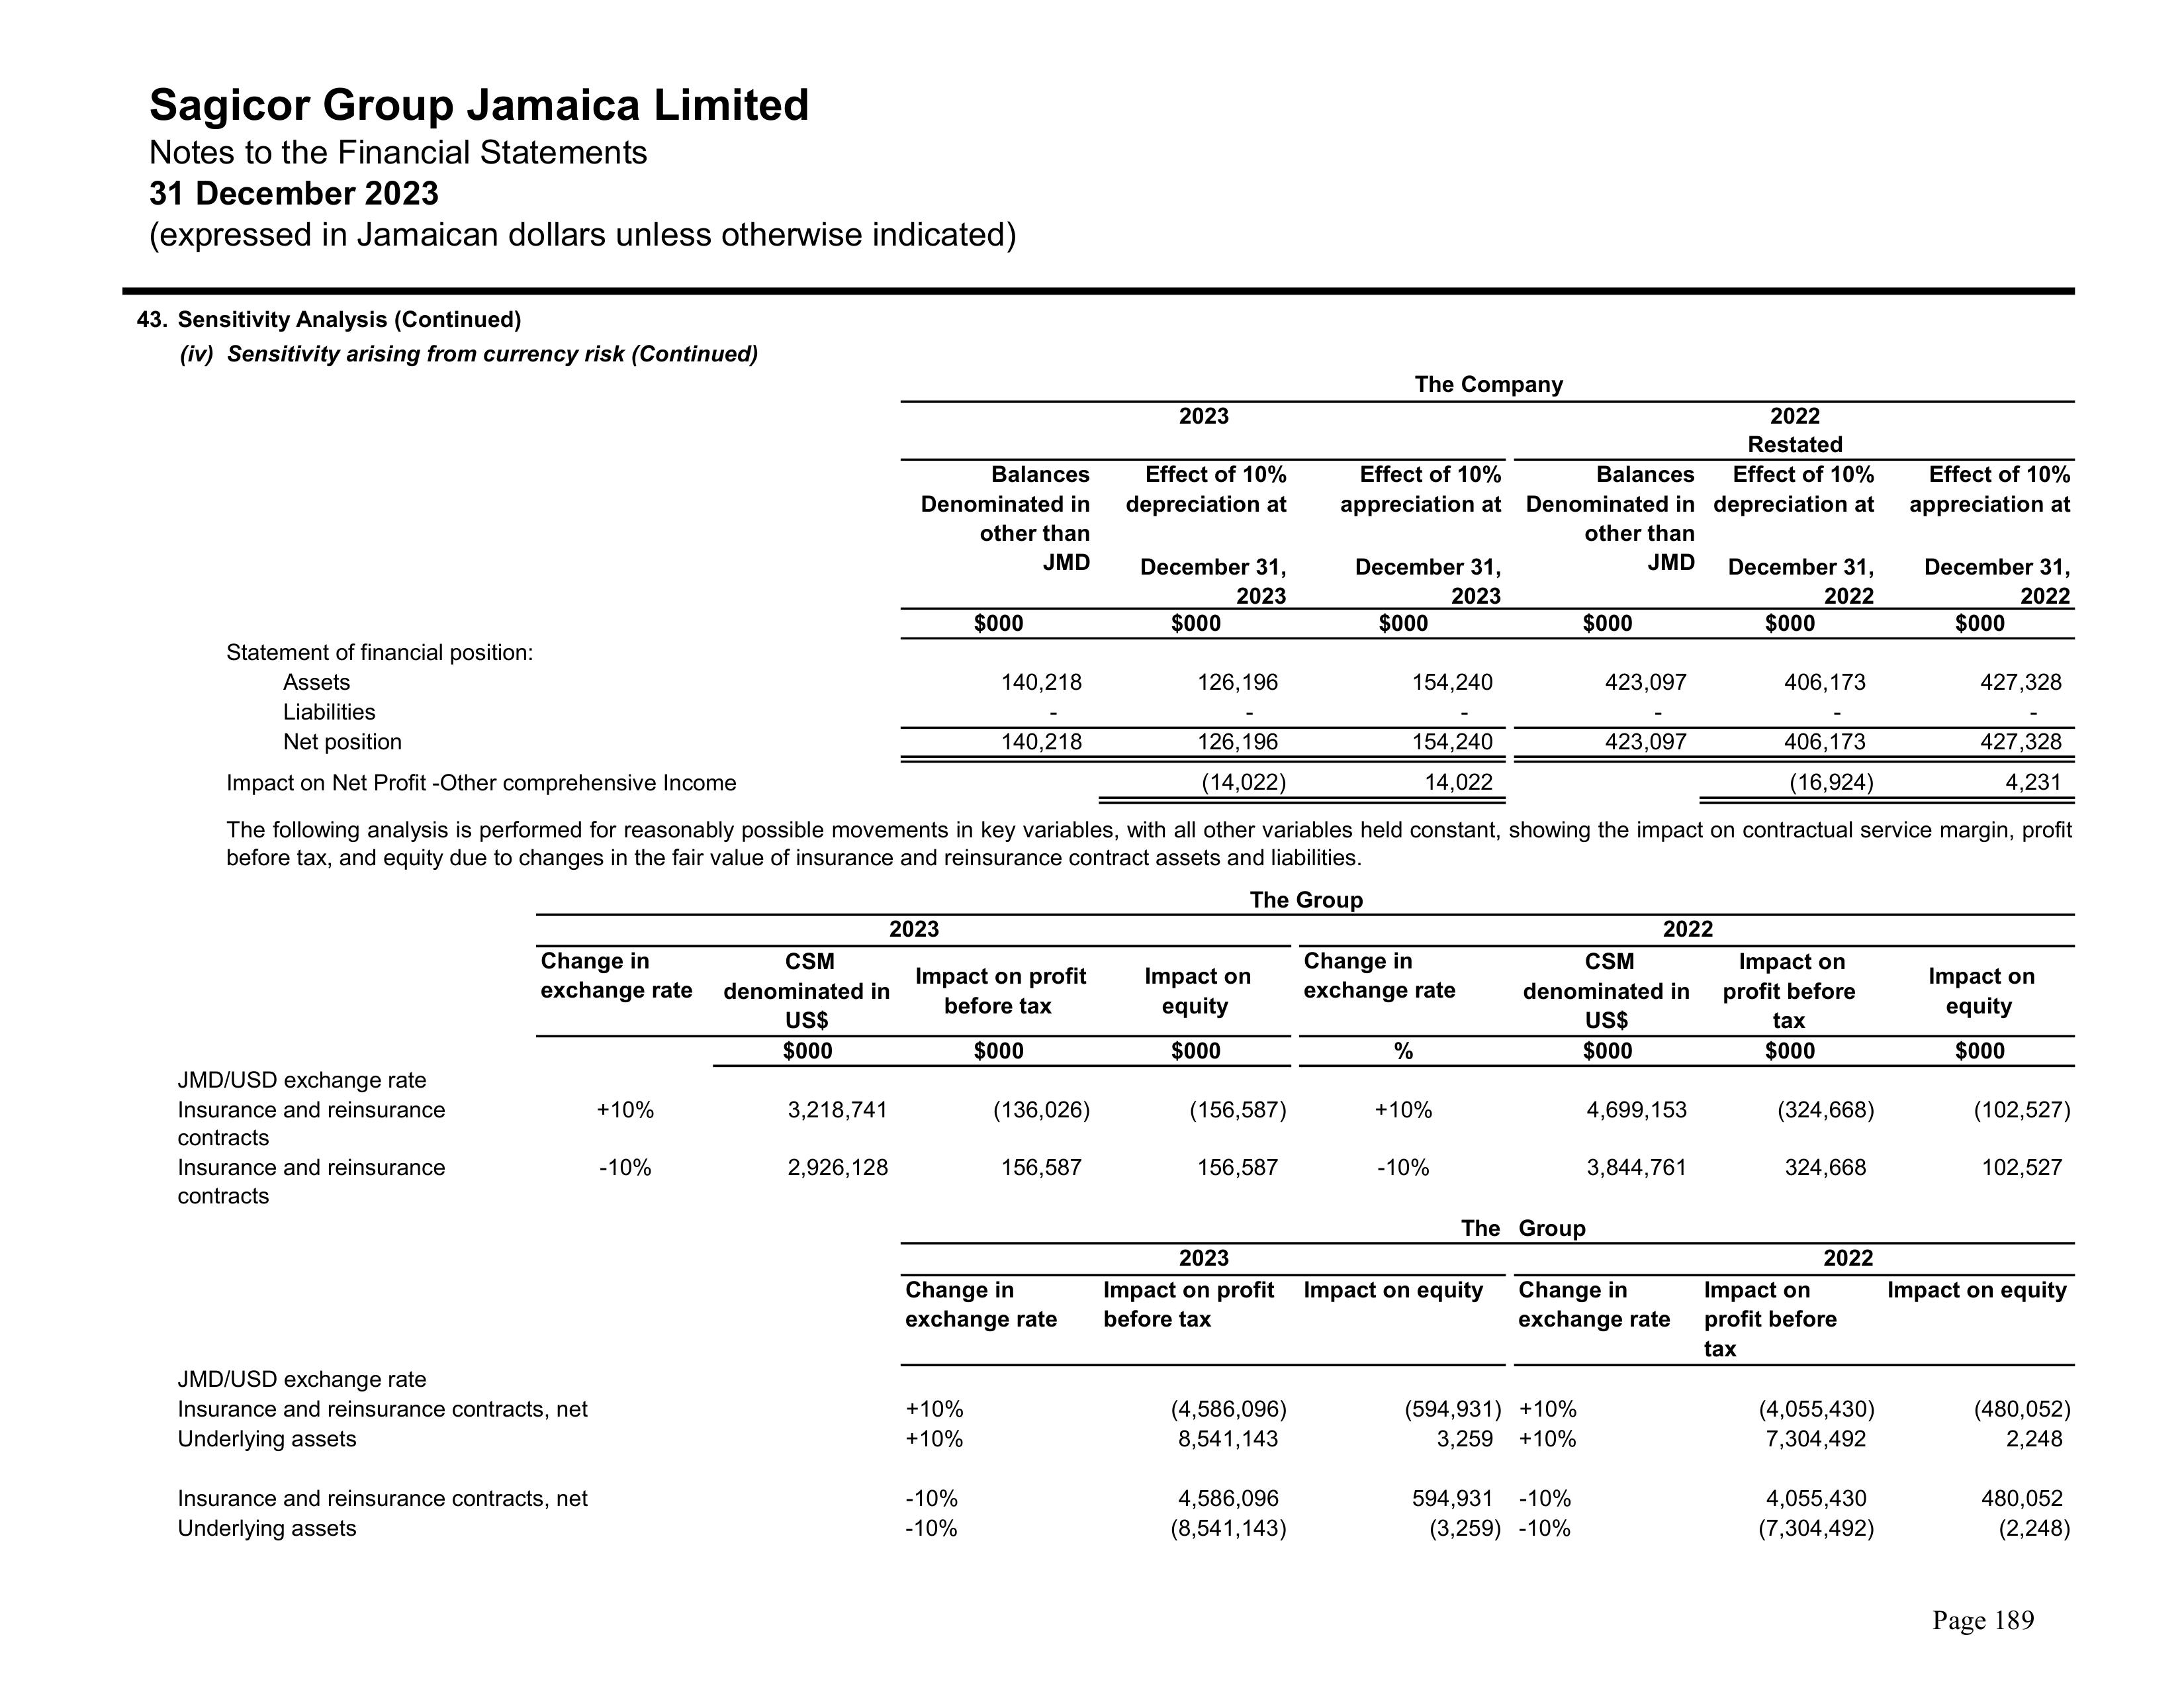 Sagicor Group Jamaica Limited
Notes to the Financial Statements
31 December 2023
(expressed in Jamaican dollars unless otherwise indicated)
43. Sensitivity Analysis (Continued)
(iv) Sensitivity arising from currency risk (Continued)
The Company
2023 2022
Restated
Balances Effect of 10% Effect of 10% Balances Effect of 10% Effect of 10%
Denominated in depreciation at appreciation at Denominated in depreciation at appreciation at
other than other than
JMD December 31, December 31, JMD December 31, December 31,
2023 2023 2022 2022
$000 $000 $000 $000 $000 $000
Statement of financial position:
Assets 140,218 126,196 154,240 423,097 406,173 427,328
Liabilities - - - - - -
Net position 140,218 126,196 154,240 423,097 406,173 427,328
Impact on Net Profit -Other comprehensive Income (14,022) 14,022 (16,924) 4,231
The following analysis is performed for reasonably possible movements in key variables, with all other variables held constant, showing the impact on contractual service margin, profit
before tax, and equity due to changes in the fair value of insurance and reinsurance contract assets and liabilities.
The Group
2023 2022
Change in CSM Impact on profit Impact on Change in CSM Impact on Impact on
exchange rate denominated in before tax equity exchange rate denominated in profit before equity
US$ US$ tax
$000 $000 $000 % $000 $000 $000
JMD/USD exchange rate
Insurance and reinsurance +10% 3,218,741 (136,026) (156,587) +10% 4,699,153 (324,668) (102,527)
contracts
Insurance and reinsurance -10% 2,926,128 156,587 156,587 -10% 3,844,761 324,668 102,527
contracts
The Group
2023 2022
Change in Impact on profit Impact on equity Change in Impact on Impact on equity
exchange rate before tax exchange rate profit before
tax
JMD/USD exchange rate
Insurance and reinsurance contracts, net +10% (4,586,096) (594,931) +10% (4,055,430) (480,052)
Underlying assets +10% 8,541,143 3,259 +10% 7,304,492 2,248
Insurance and reinsurance contracts, net -10% 4,586,096 594,931 -10% 4,055,430 480,052
Underlying assets -10% (8,541,143) (3,259) -10% (7,304,492) (2,248)
Page 189